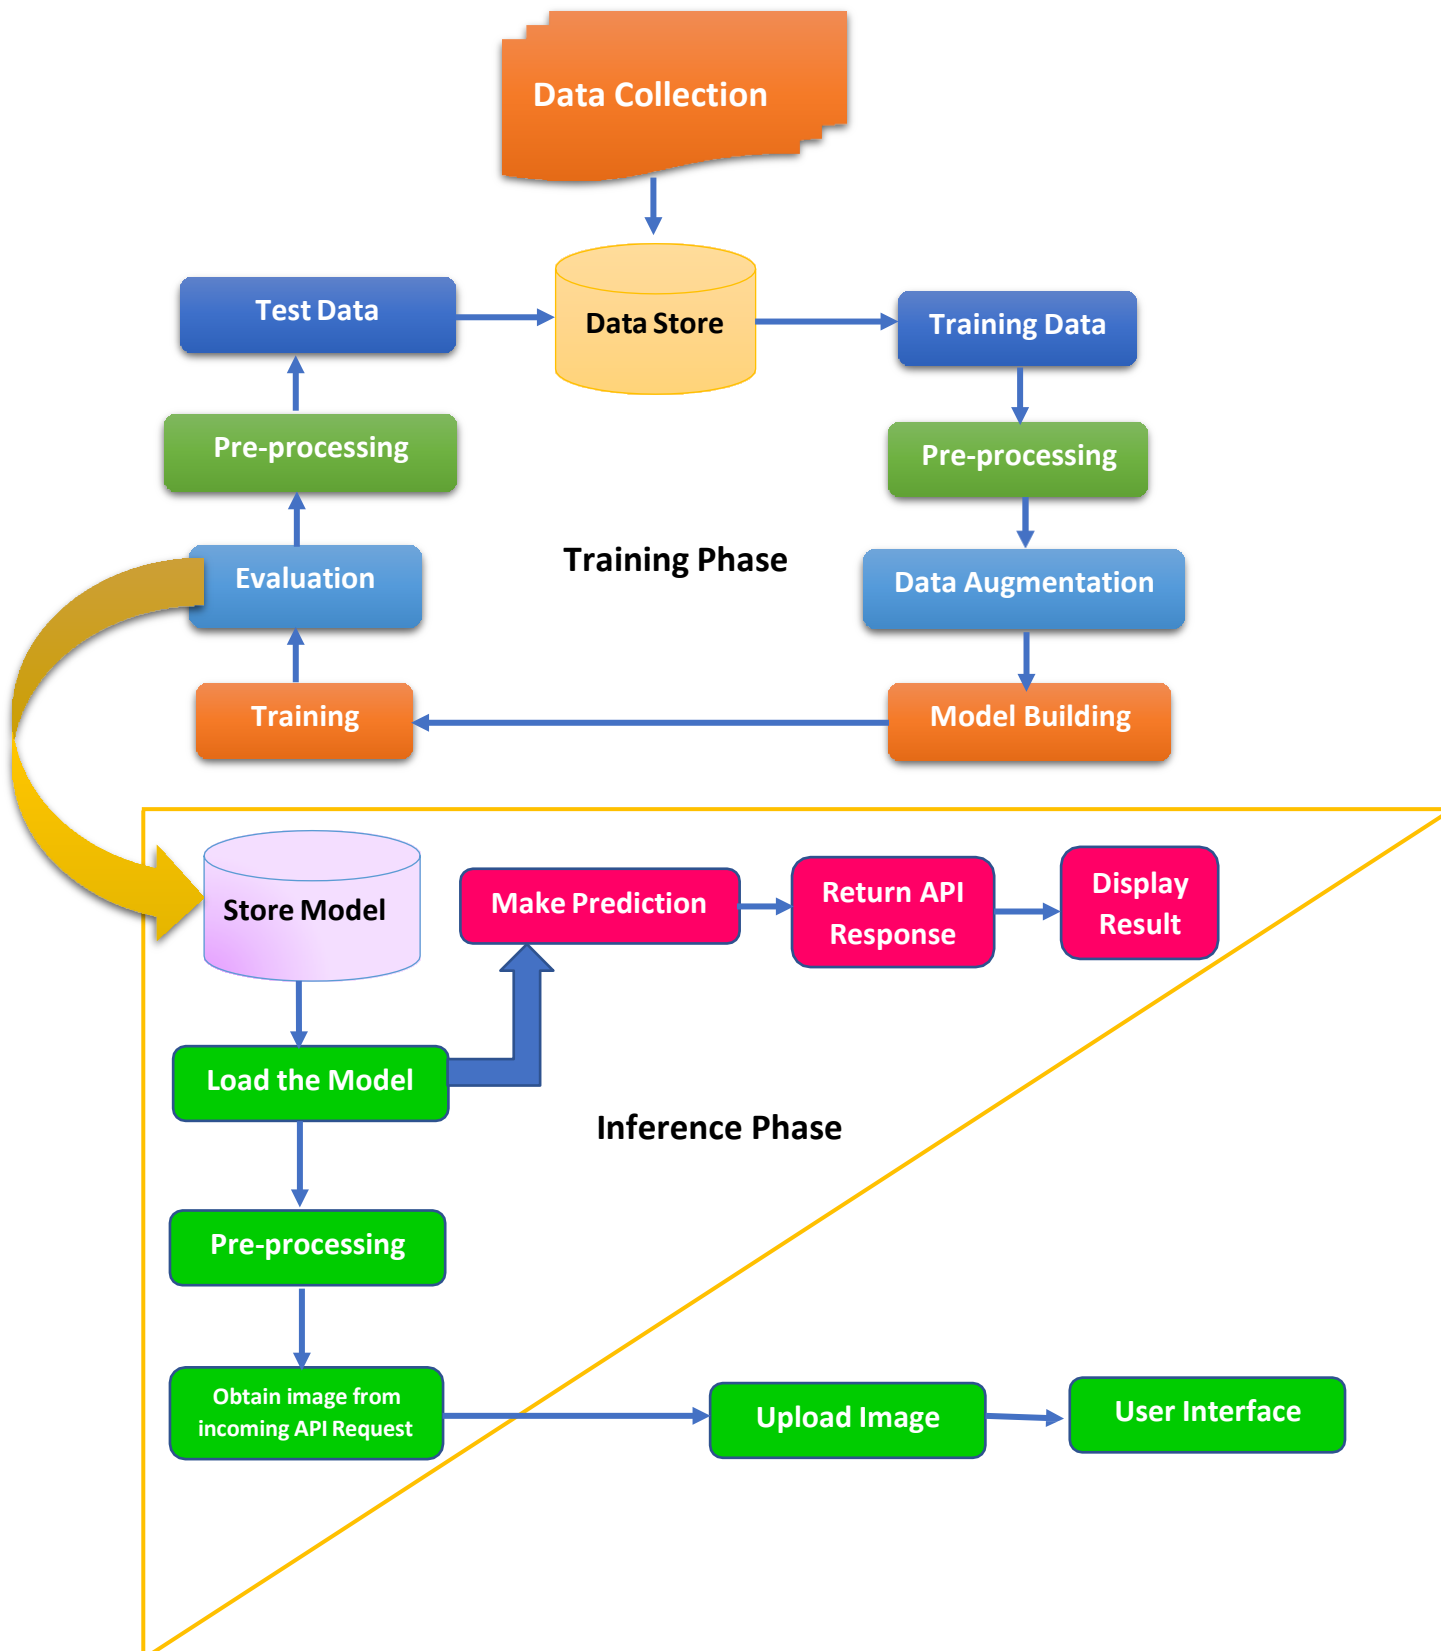 Data Collection
Test Data
Data Store
Training Data
Pre-processing
Pre-processing
Training Phase
Evaluation
Data Augmentation
Training
Model Building
Store Model
Make Prediction
Return API
Response
Display
Result
Load the Model
Inference Phase
Pre-processing
Obtain image from
incoming API Request
Upload Image
User Interface